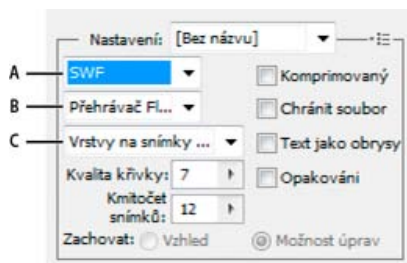 Nastavení: [Bez názvu]
A SWF Komprimovaný
B Přehrávač Fl... Chránit soubor
C Vrstvy na snímky ... Text jako obrysy
Kvalita křivky: 7 Opakováni
Kmitočet
snímků: 12
Zachovat: Vzhled Možnost úprav